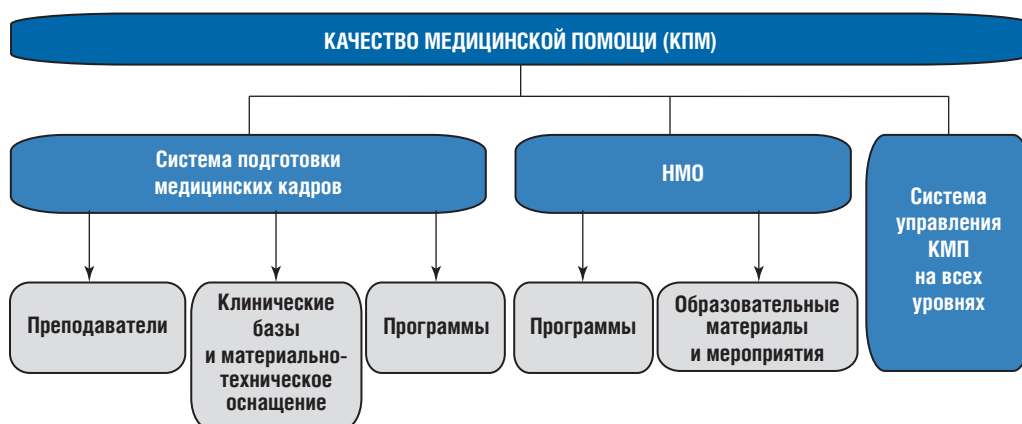 КАЧЕСТВО МЕДИЦИНСКОЙ ПОМОЩИ (КПМ)
Система подготовки
медицинских кадров
НМО
Система
управления
КМП
на всех
уровнях
Преподаватели
Клинические
базы
и материально-
техническое
оснащение
Программы
Программы
Образовательные
материалы
и мероприятия